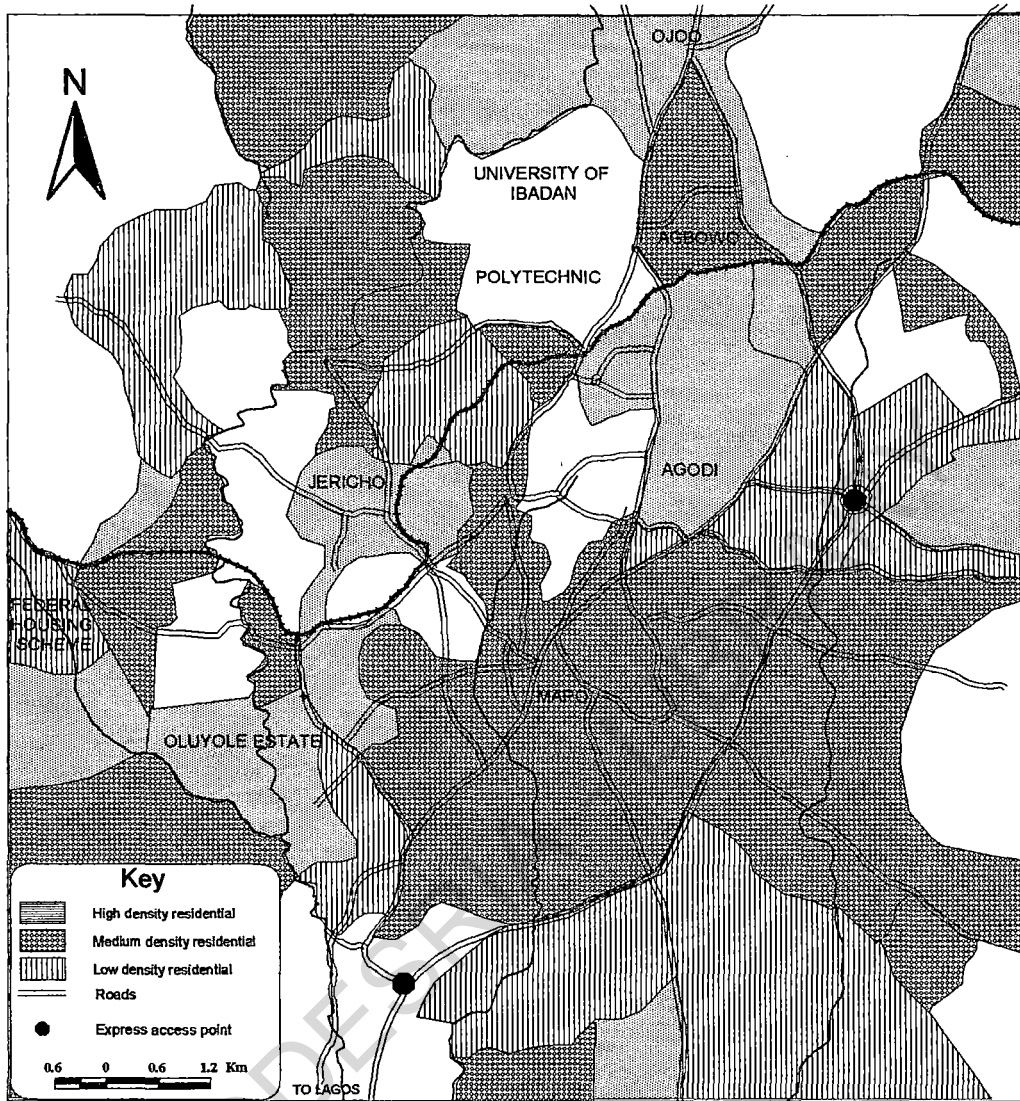 OJOO
N
UNIVERSITY OF
IBADAN
AGBOWO
POLYTECHNIC
JERICHO
AGODI
FEDERAL
HOUSING
SCHEME
MAPO
OLUYOLE ESTATE
Key
High density residential
Medium density residential
Low density residential
Roads
Express access point
0.6 0 0.6 1.2 Km
TO LAGOS